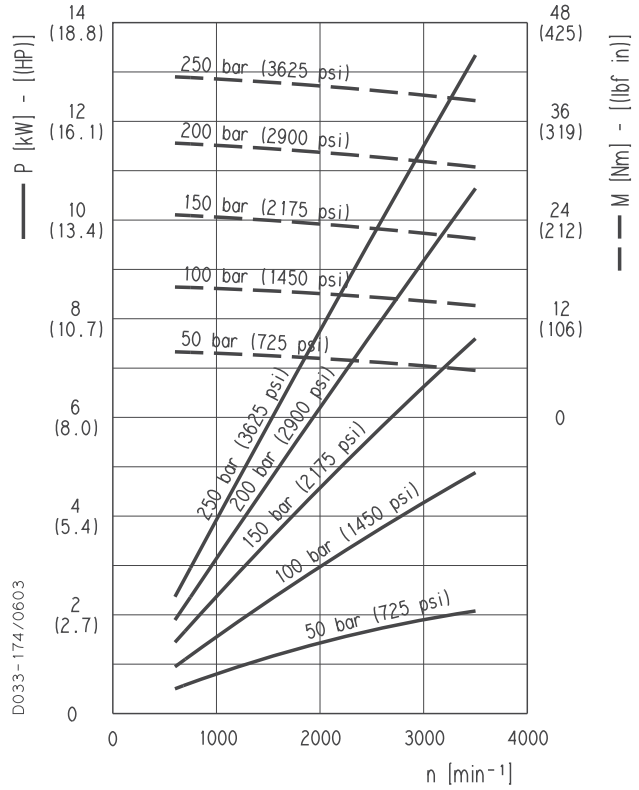 14
(18.8)
48
(425)
P [kW] - [(HP)]
M [Nm] - [(lbf in)]
250 bar (3625 psi)
12
(16.1)
36
(319)
200 bar (2900 psi)
150 bar (2175 psi)
10
(13.4)
24
(212)
100 bar (1450 psi)
8
(10.7)
12
(106)
50 bar (725 psi)
6
(8.0)
0
250 bar (3625 psi)
200 bar (2900 psi)
150 bar (2175 psi)
4
(5.4)
100 bar (1450 psi)
2
(2.7)
50 bar (725 psi)
D033-174/0603
0
0
1000
2000
3000
4000
n [min⁻¹]